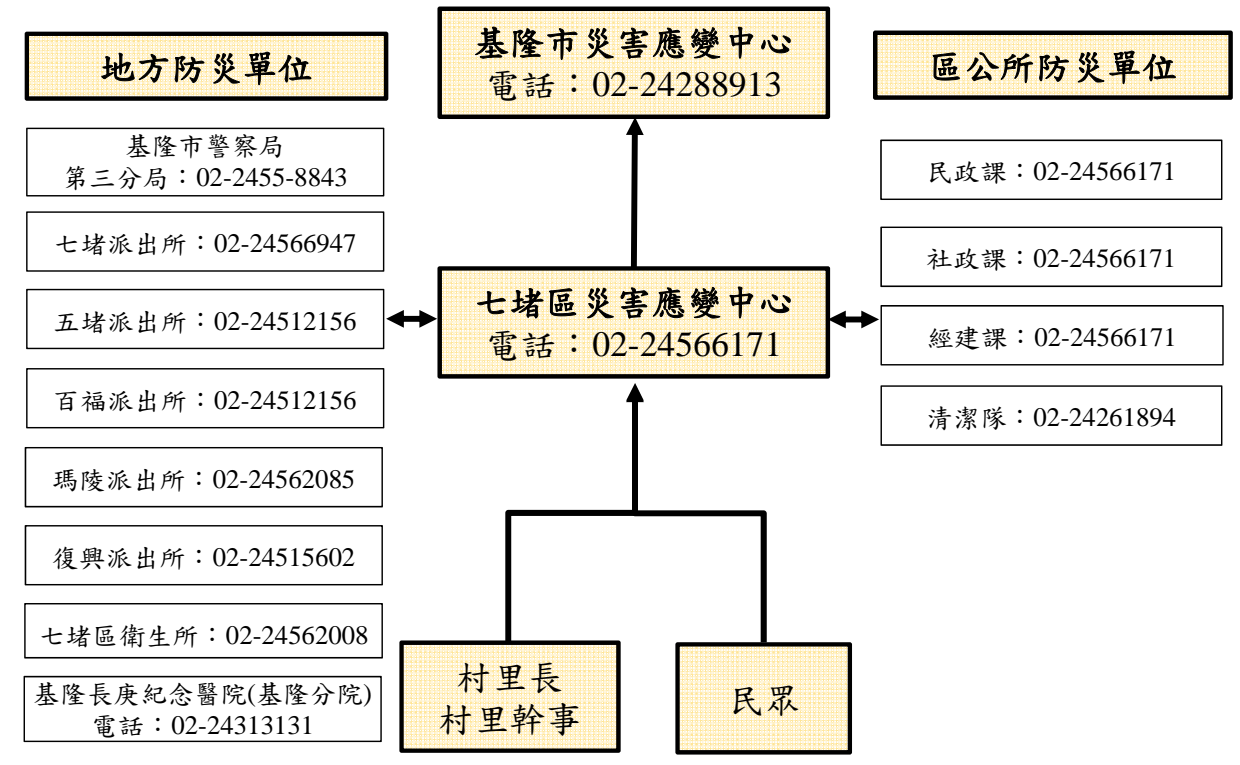 地方防災單位
基隆市警察局
第三分局：02-2455-8843
七堵派出所：02-24566947
五堵派出所：02-24512156
百福派出所：02-24512156
瑪陵派出所：02-24562085
復興派出所：02-24515602
七堵區衛生所：02-24562008
基隆長庚紀念醫院(基隆分院)
電話：02-24313131
基隆市災害應變中心
電話：02-24288913
七堵區災害應變中心
電話：02-24566171
村里長
村里幹事
民眾
區公所防災單位
民政課：02-24566171
社政課：02-24566171
經建課：02-24566171
清潔隊：02-24261894